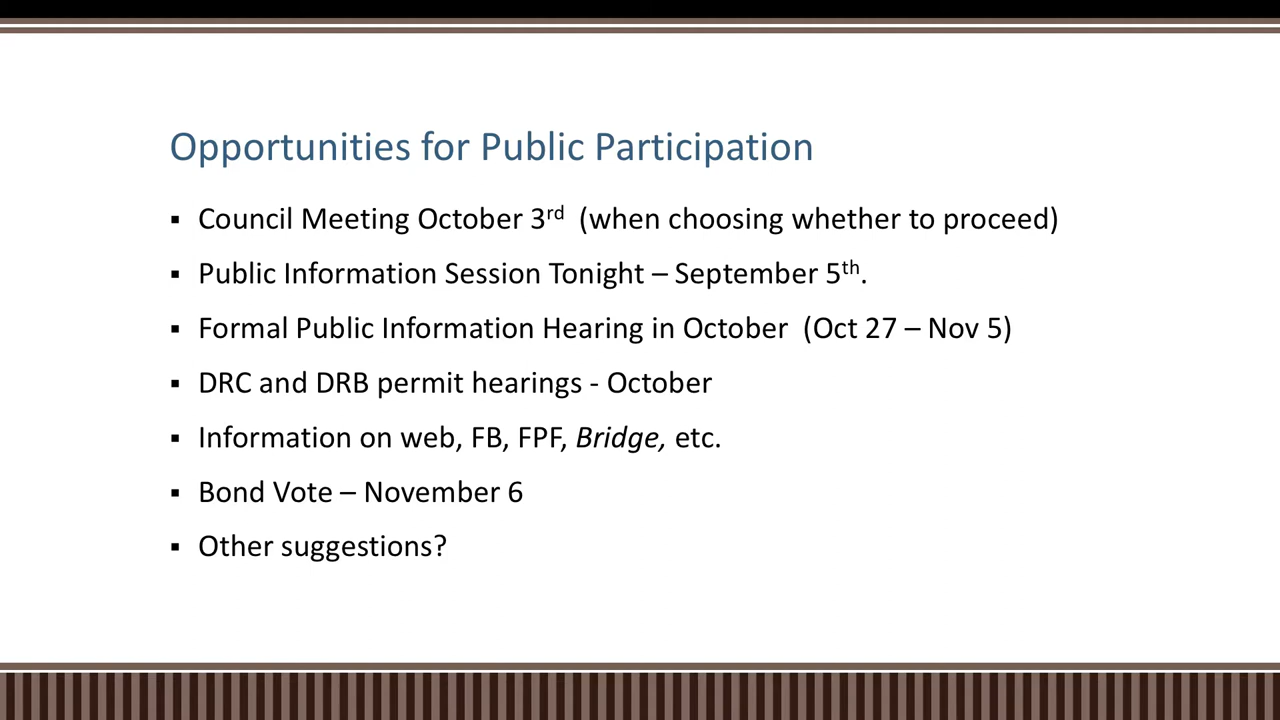 Opportunities for Public Participation
▪ Council Meeting October 3rd (when choosing whether to proceed)
▪ Public Information Session Tonight – September 5th.
▪ Formal Public Information Hearing in October (Oct 27 – Nov 5)
▪ DRC and DRB permit hearings - October
▪ Information on web, FB, FPF, Bridge, etc.
▪ Bond Vote – November 6
▪ Other suggestions?